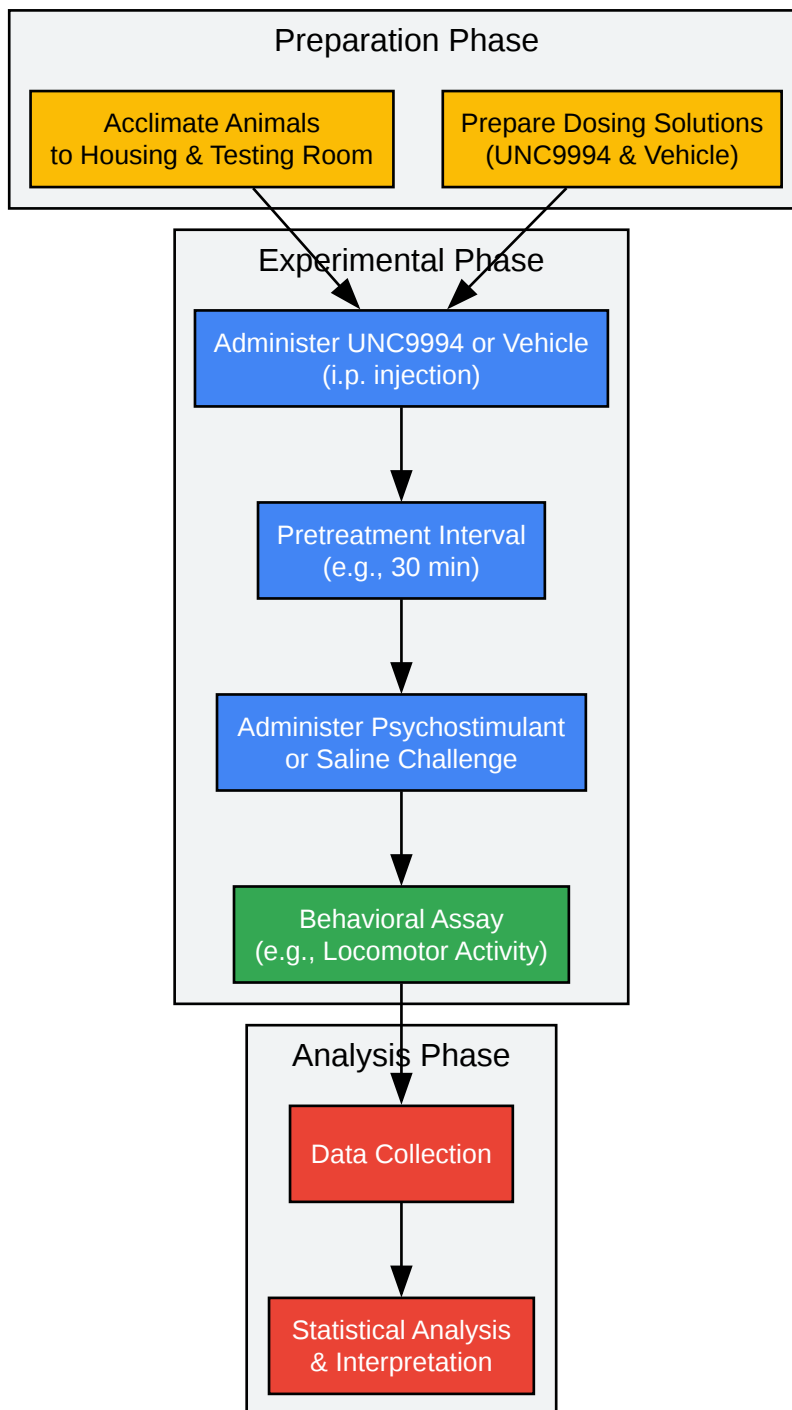 Preparation Phase
Acclimate Animals
to Housing & Testing Room
Prepare Dosing Solutions
(UNC9994 & Vehicle)
Experimental Phase
Administer UNC9994 or Vehicle
(i.p. injection)
Pretreatment Interval
(e.g., 30 min)
Administer Psychostimulant
or Saline Challenge
Behavioral Assay
(e.g., Locomotor Activity)
Analysis Phase
Data Collection
Statistical Analysis
& Interpretation